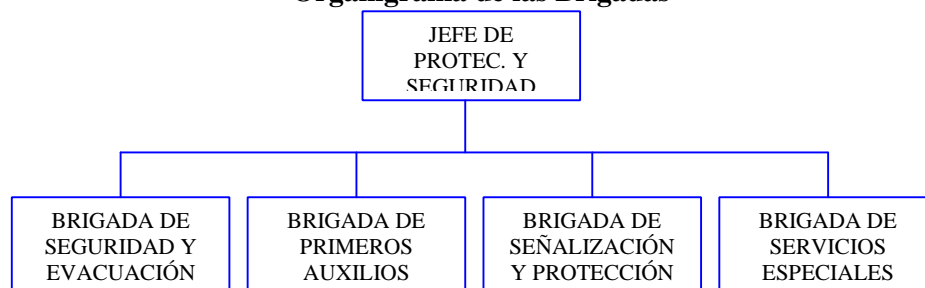 Organigrama de las Brigadas
JEFE DE
PROTEC. Y
SEGURIDAD
BRIGADA DE
SEGURIDAD Y
EVACUACIÓN
BRIGADA DE
PRIMEROS
AUXILIOS
BRIGADA DE
SEÑALIZACIÓN
Y PROTECCIÓN
BRIGADA DE
SERVICIOS
ESPECIALES